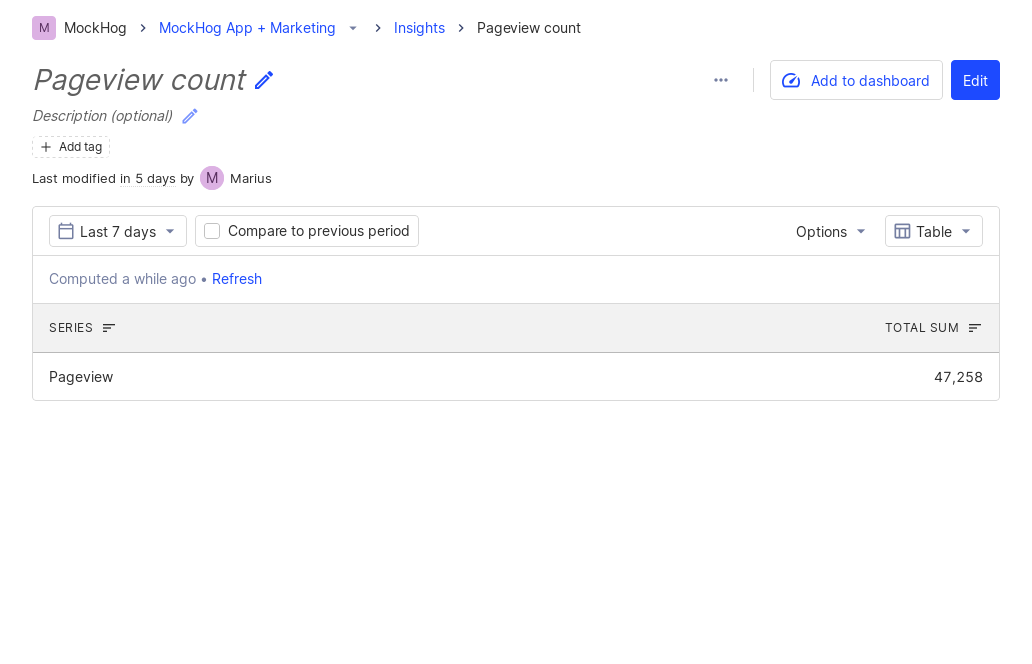 M MockHog > MockHog App + Marketing > Insights > Pageview count
Pageview count
Add to dashboard
Edit
Description (optional)
+ Add tag
Last modified in 5 days by M Marius
Last 7 days
Compare to previous period
Options
Table
Computed a while ago • Refresh
SERIES
TOTAL SUM
Pageview
47,258